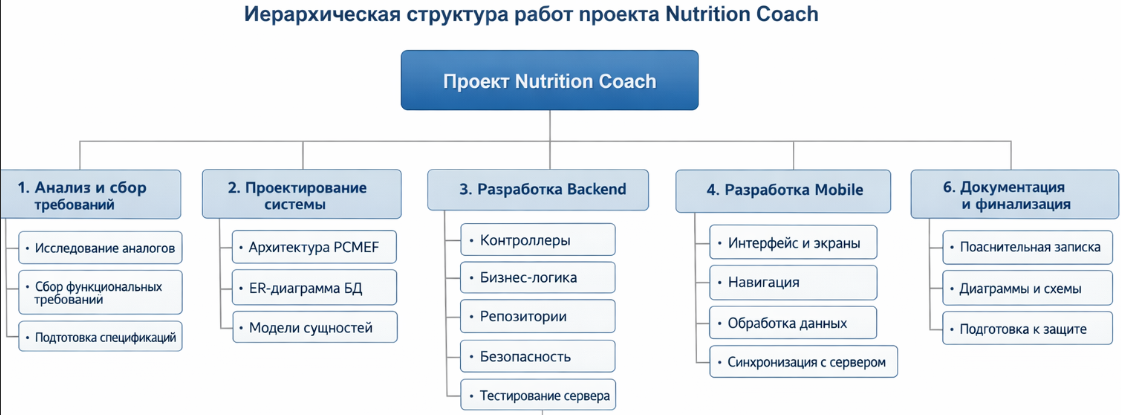 Иерархическая структура работ проекта Nutrition Coach
Проект Nutrition Coach
1. Анализ и сбор
требований
• Исследование аналогов
• Сбор функциональных
требований
• Подтотовка спецификаций
2. Проектирование
системы
• Архитектура PCMEF
• ER-диаграмма БД
• Модели сущностей
3. Разработка Backend
• Контроллеры
• Бизнес-логика
• Репозитории
• Безопасность
• Тестирование сервера
4. Разработка Mobile
• Интерфейс и экраны
• Навигация
• Обработка данных
• Синхронизация с сервером
6. Документация
и финализация
• Поаснительная записка
• Диаграммы и схемы
• Подготовка к защите